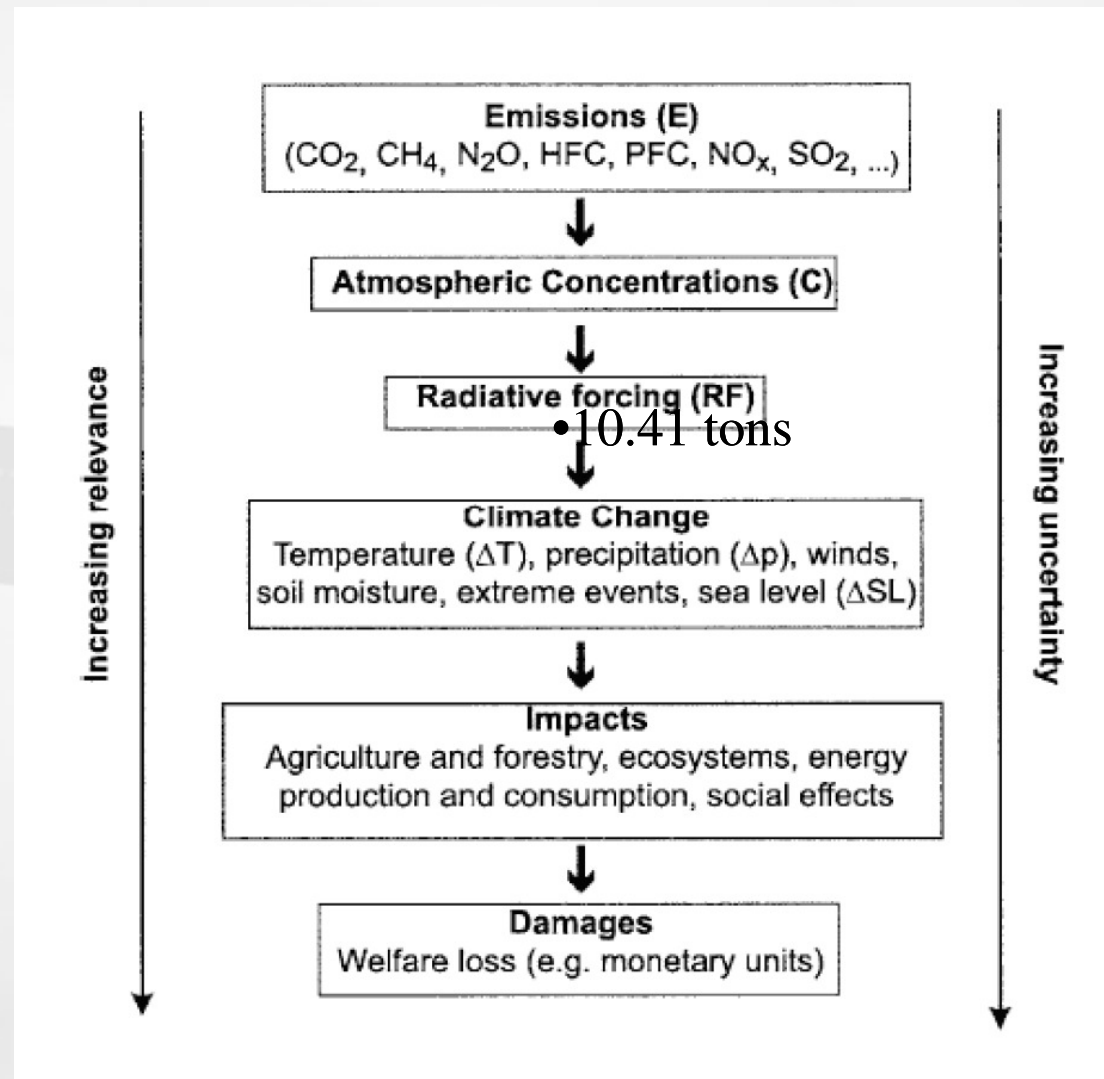 Emissions (E)
(CO₂, CH₄, N₂O, HFC, PFC, NOₓ, SO₂, ...)
Atmospheric Concentrations (C)
Radiative forcing (RF)
•10.41 tons
Climate Change
Temperature (ΔT), precipitation (Δp), winds,
soil moisture, extreme events, sea level (ΔSL)
Impacts
Agriculture and forestry, ecosystems, energy
production and consumption, social effects
Damages
Welfare loss (e.g. monetary units)
Increasing relevance
Increasing uncertainty